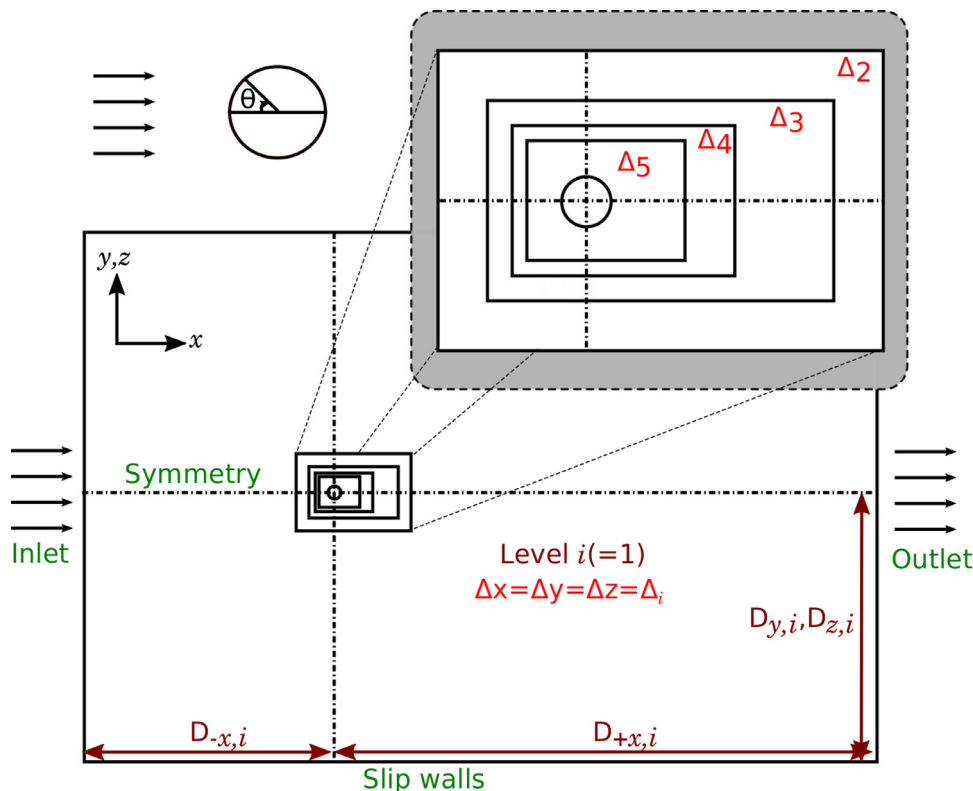 θ
Δ2
Δ3
Δ4
Δ5
y,z
x
Symmetry
Inlet
Outlet
Level i(=1)
Δx=Δy=Δz=Δi
Dy,i,Dz,i
D-x,i
D+x,i
Slip walls